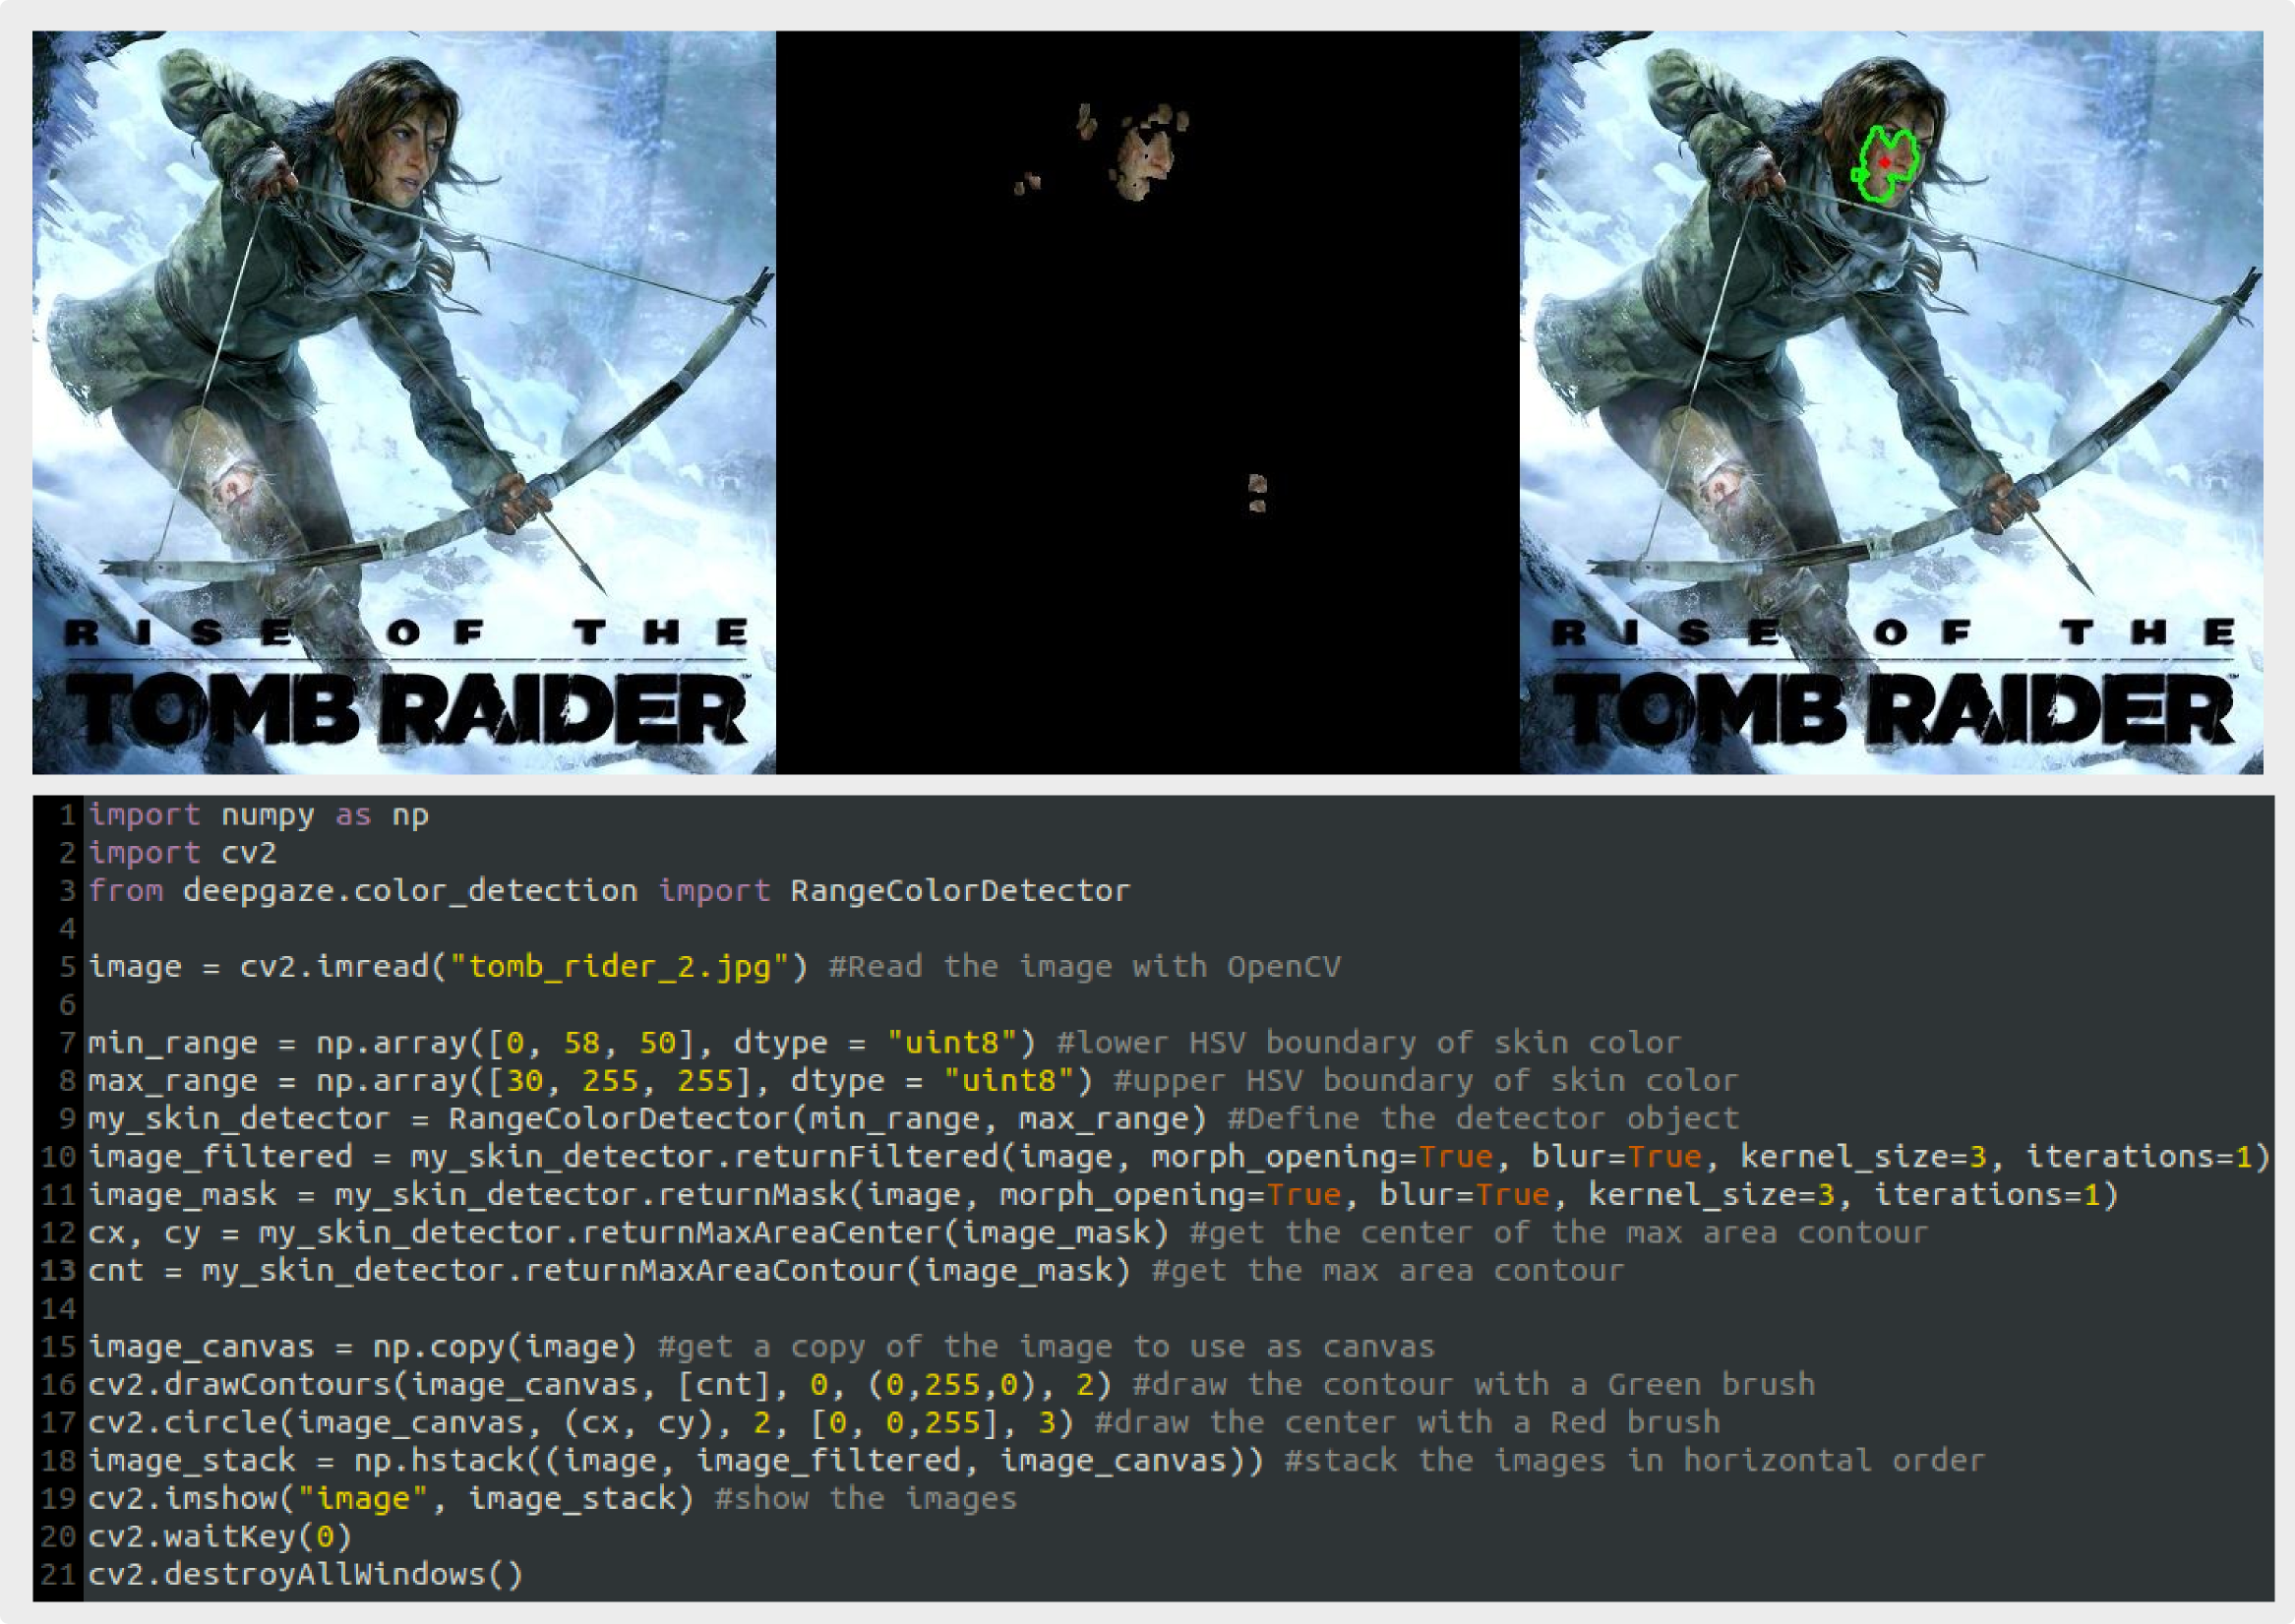 RISE OF THE
TOMB RAIDER™
RISE OF THE
TOMB RAIDER™
1 import numpy as np
2 import cv2
3 from deepgaze.color_detection import RangeColorDetector
4
5 image = cv2.imread("tomb_rider_2.jpg") #Read the image with OpenCV
6
7 min_range = np.array([0, 58, 50], dtype = "uint8") #lower HSV boundary of skin color
8 max_range = np.array([30, 255, 255], dtype = "uint8") #upper HSV boundary of skin color
9 my_skin_detector = RangeColorDetector(min_range, max_range) #Define the detector object
10 image_filtered = my_skin_detector.returnFiltered(image, morph_opening=True, blur=True, kernel_size=3, iterations=1)
11 image_mask = my_skin_detector.returnMask(image, morph_opening=True, blur=True, kernel_size=3, iterations=1)
12 cx, cy = my_skin_detector.returnMaxAreaCenter(image_mask) #get the center of the max area contour
13 cnt = my_skin_detector.returnMaxAreaContour(image_mask) #get the max area contour
14
15 image_canvas = np.copy(image) #get a copy of the image to use as canvas
16 cv2.drawContours(image_canvas, [cnt], 0, (0,255,0), 2) #draw the contour with a Green brush
17 cv2.circle(image_canvas, (cx, cy), 2, [0, 0,255], 3) #draw the center with a Red brush
18 image_stack = np.hstack((image, image_filtered, image_canvas)) #stack the images in horizontal order
19 cv2.imshow("image", image_stack) #show the images
20 cv2.waitKey(0)
21 cv2.destroyAllWindows()